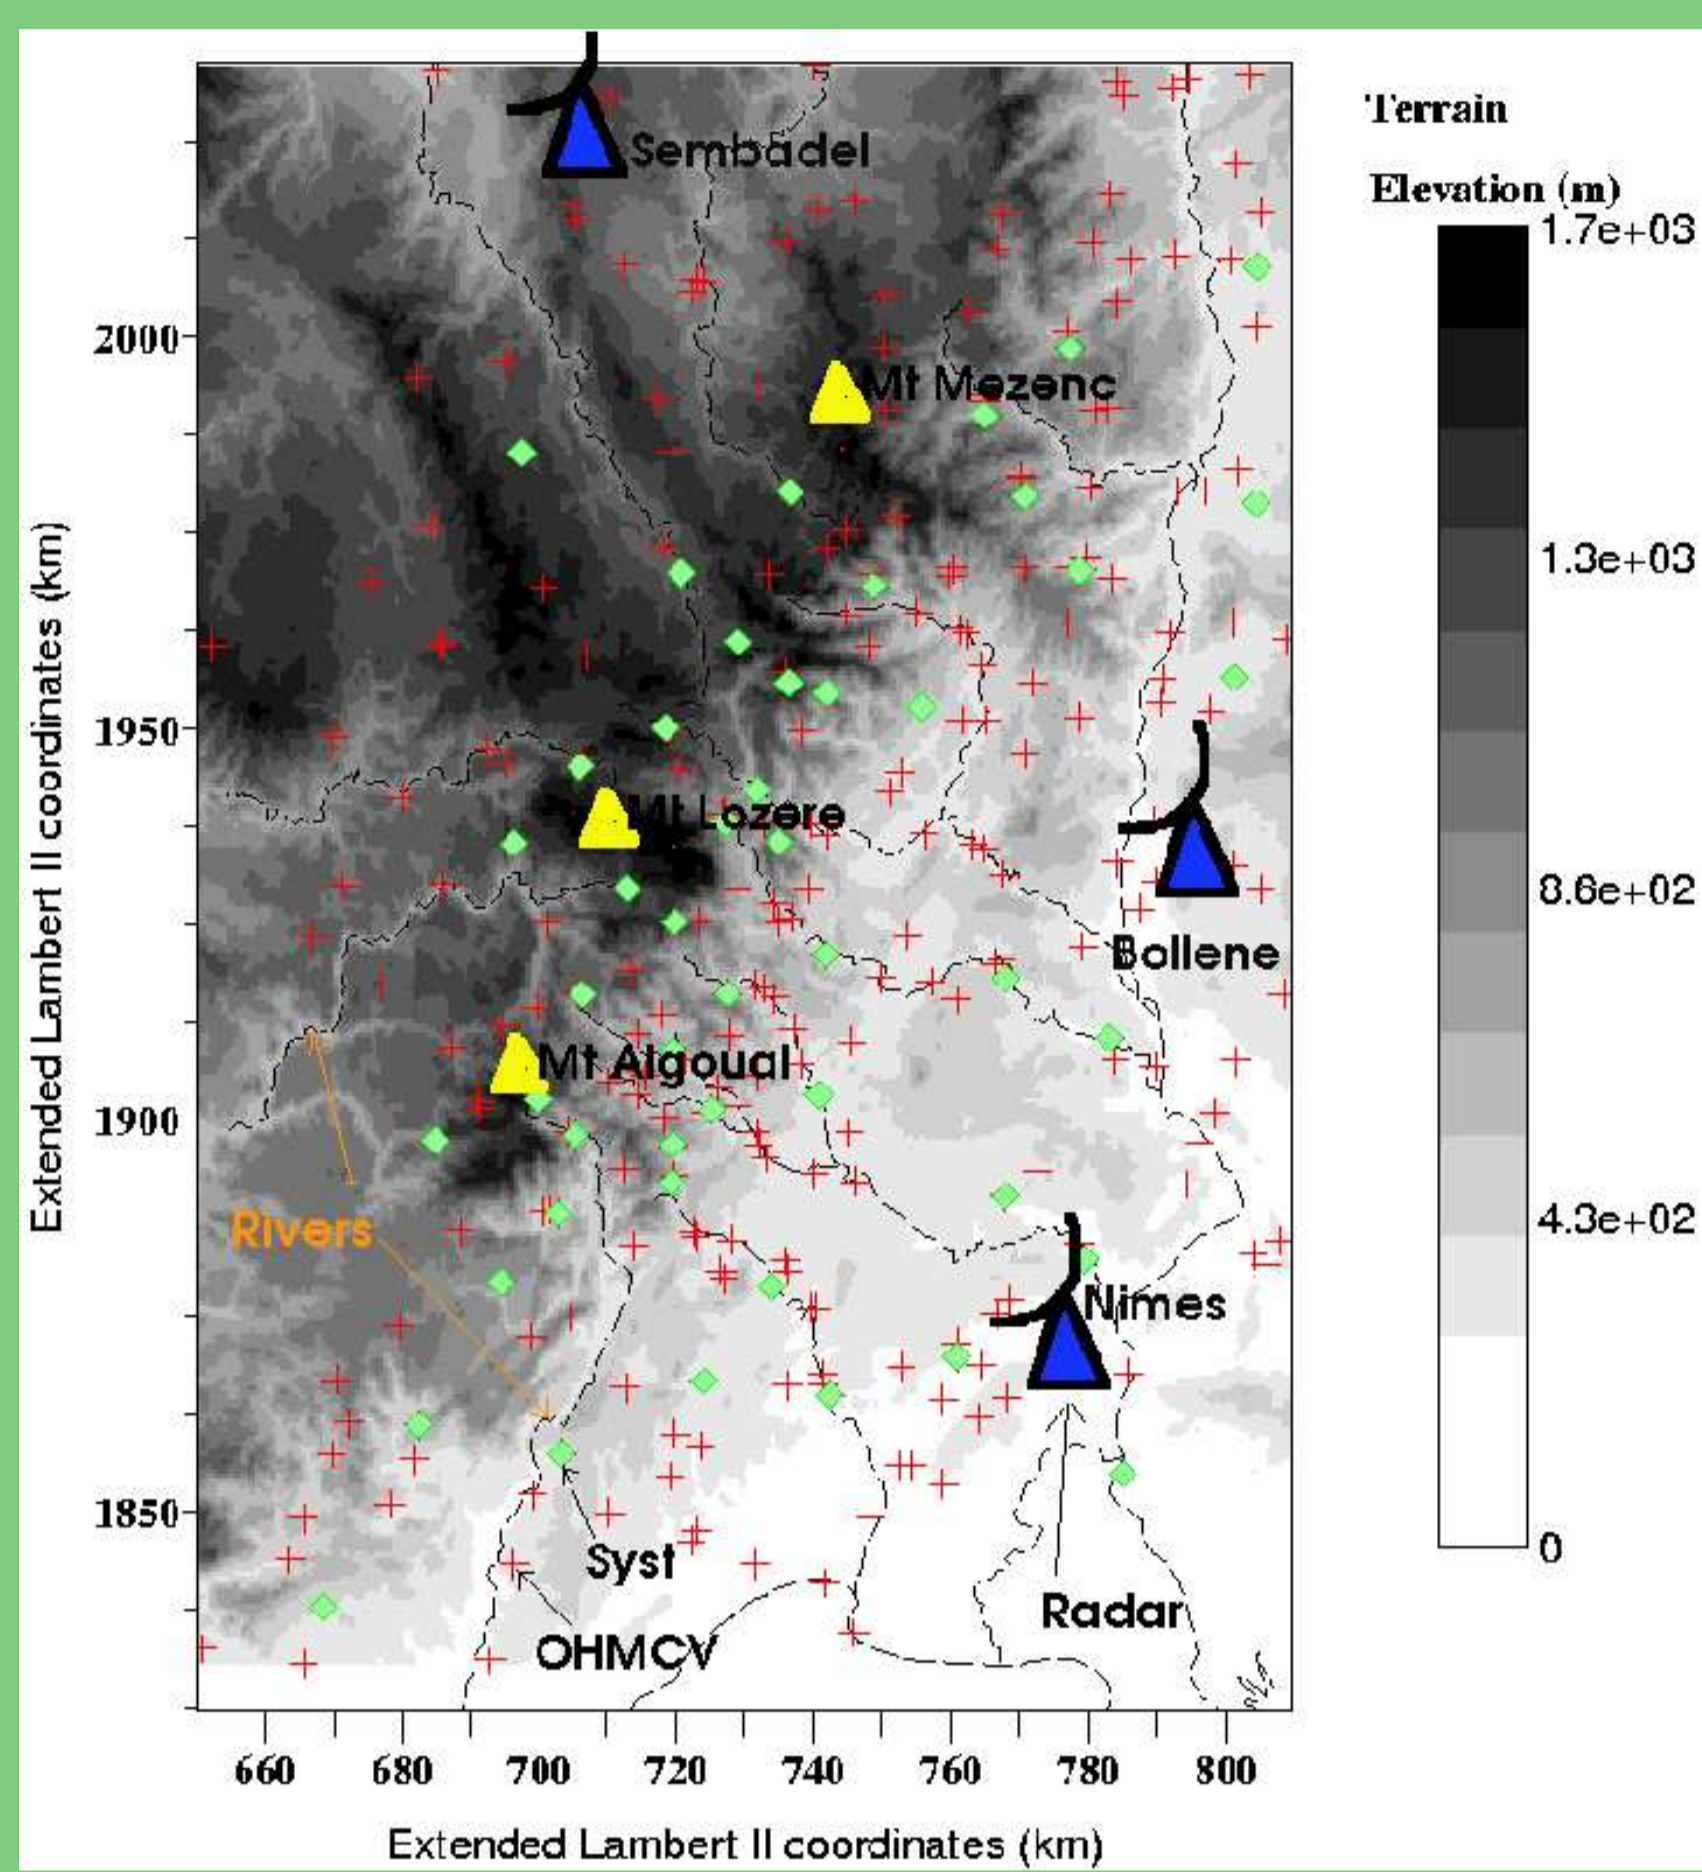 Terrain
Elevation (m)
1.7e+03
1.3e+03
8.6e+02
4.3e+02
0
Sembadel
Mt Mezenc
Mt Lozere
Bollene
Mt Algoual
Rivers
Nimes
Syst
OHMCV
Radar
Extended Lambert II coordinates (km)
2000
1950
1900
1850
660 680 700 720 740 760 780 800
Extended Lambert II coordinates (km)